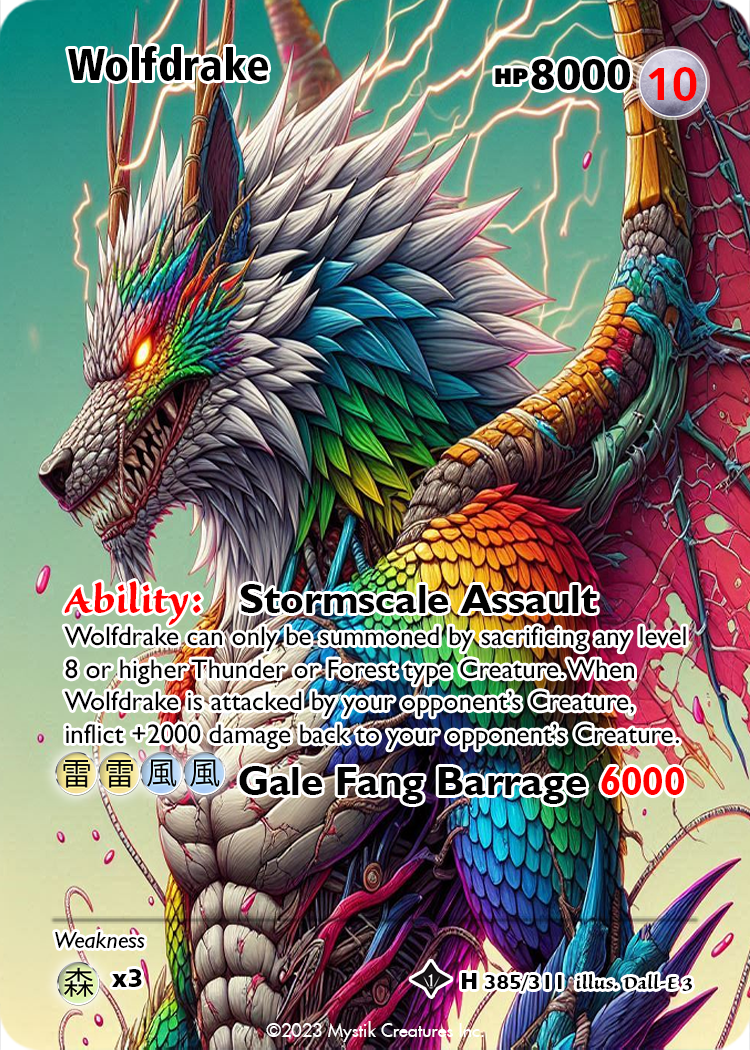 Wolfdrake HP8000 10
Ability: Stormscale Assault
Wolfdrake can only be summoned by sacrificing any level
8 or higher Thunder or Forest type Creature. When
Wolfdrake is attacked by your opponent's Creature,
inflict +2000 damage back to your opponent's Creature.
雷 雷 風 風 Gale Fang Barrage 6000
Weakness
森 x3 1 H 385/311 illus. Dall-E 3
©2023 Mystik Creatures Inc.